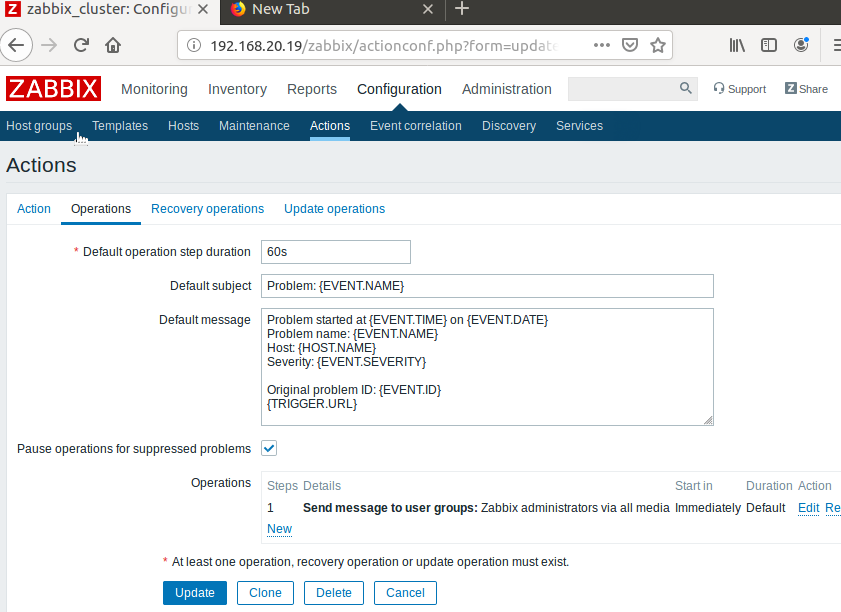 zabbix_cluster: Configu
New Tab
192.168.20.19/zabbix/actionconf.php?form=update
ZABBIX Monitoring Inventory Reports Configuration Administration Support Z Share
Host groups Templates Hosts Maintenance Actions Event correlation Discovery Services
Actions
Action Operations Recovery operations Update operations
* Default operation step duration 60s
Default subject Problem: {EVENT.NAME}
Default message Problem started at {EVENT.TIME} on {EVENT.DATE}
Problem name: {EVENT.NAME}
Host: {HOST.NAME}
Severity: {EVENT.SEVERITY}
Original problem ID: {EVENT.ID}
{TRIGGER.URL}
Pause operations for suppressed problems
Operations Steps Details Start in Duration Action
1 Send message to user groups: Zabbix administrators via all media Immediately Default Edit Re
New
* At least one operation, recovery operation or update operation must exist.
Update Clone Delete Cancel